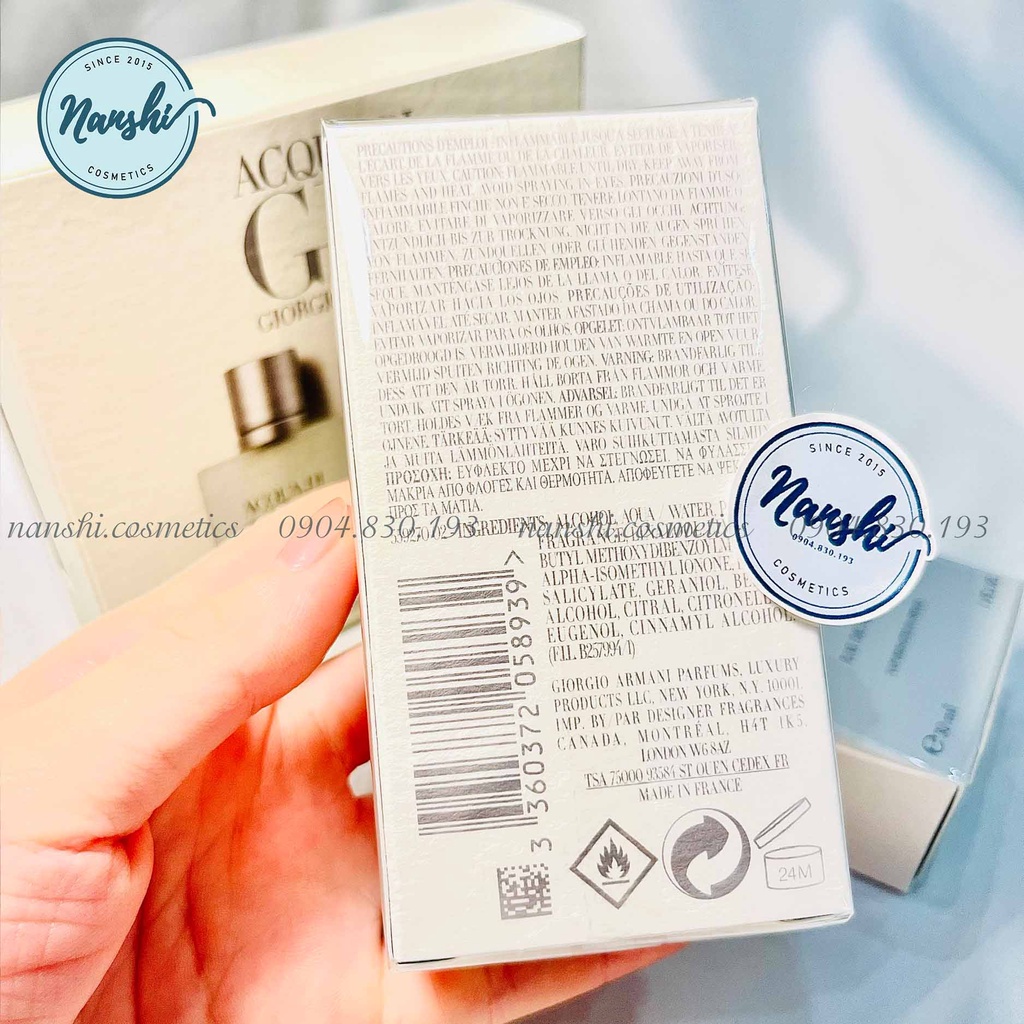 SINCE 2015
Nanshi
COSMETICS
ACQU
G
GIORGI
ACQUA DI
PRÉCAUTIONS D'EMPLOI: INFLAMMABLE JUSQU'À SÉCHAGE. À TENIR À
L'ÉCART DE LA FLAMME OU DE LA CHALEUR. ÉVITER DE VAPORISER
VERS LES YEUX. CAUTION: FLAMMABLE UNTIL DRY. KEEP AWAY FROM
FLAMES AND HEAT. AVOID SPRAYING IN EYES. PRECAUZIONI D'USO:
INFIAMMABILE FINCHE NON E SECCO. TENERE LONTANO DA FIAMME O
CALORE. EVITARE DI VAPORIZZARE VERSO GLI OCCHI. ACHTUNG:
ENTZÜNDLICH BIS ZUR TROCKNUNG. NICHT IN DIE AUGEN SPRÜ
VON FLAMMEN, ZÜNDQUELLEN ODER GLÜHENDEN GEGENSTÄNDEN
FERNHALTEN. PRECAUCIONES DE EMPLEO: INFLAMABLE HASTA QUE SE
SEQUE. MANTÉNGASE LEJOS DE LA LLAMA O DEL CALOR. EVÍTESE
VAPORIZAR HACIA LOS OJOS. PRECAUÇÕES DE UTILIZAÇÃO:
INFLAMÁVEL ATÉ SECAR. MANTER AFASTADO DA CHAMA OU DO CALOR.
EVITAR VAPORIZAR PARA OS OLHOS. OPGELET: ONTVLAMBAAR TOT HET
OPGEDROOGD IS. VERWIJDERD HOUDEN VAN WARMTE EN OPEN VUUR.
VERMIJD SPUITEN RICHTING DE OGEN. VARNING: BRANDFARLIG TILL
DESS ATT DEN ÄR TORR. HÅLL BORTA FRÅN FLAMMOR OCH VÄRME.
UNDVIK ATT SPRAYA I ÖGONEN. ADVARSEL: BRANDFARLIGT TIL DET ER
TØRT. HOLDES VÆK FRA FLAMMER OG VARME. UNDGÅ AT SPRØJTE I
ØJNENE. TÄRKEÄÄ: SYTTYVÄÄ KUNNES KUIVUNUT. VÄLTÄ AVOTULTA
JA MUITA LÄMMÖNLÄHTEITÄ. VARO SUIHKUTTAMASTA SILMIIN
ΠΡΟΣΟΧΗ: ΕΥΦΛΕΚΤΟ ΜΕΧΡΙ ΝΑ ΣΤΕΓΝΩΣΕΙ. ΝΑ ΦΥΛΑΣΣ
ΜΑΚΡΙΑ ΑΠΟ ΦΛΟΓΕΣ ΚΑΙ ΘΕΡΜΟΤΗΤΑ. ΑΠΟΦΕΥΓΕΤΕ ΝΑ ΨΕΚ
ΠΡΟΣ ΤΑ ΜΑΤΙΑ.
INGREDIENTS: ALCOHOL, AQUA / WATER,
BUTYL METHOXYDIBENZOYLM
ALPHA-ISOMETHYL IONONE,
SALICYLATE, GERANIOL, BE
ALCOHOL, CITRAL, CITRONELLO
EUGENOL, CINNAMYL ALCOHOL.
(F.I.L. B257994/1)
GIORGIO ARMANI PARFUMS, LUXURY
PRODUCTS LLC, NEW YORK, N.Y. 10001.
IMP. BY/PAR DESIGNER FRAGRANCES
CANADA, MONTRÉAL, H4T 1K5.
LONDON W6 8AZ
TSA 75000 93584 ST OUEN CEDEX-FR
MADE IN FRANCE
3 360372 058939 >
24M
SINCE 2015
Nanshi
0904.830.193
COSMETICS
nanshi.cosmetics 0904.830.193 nanshi.cosmetics 0904.830.193